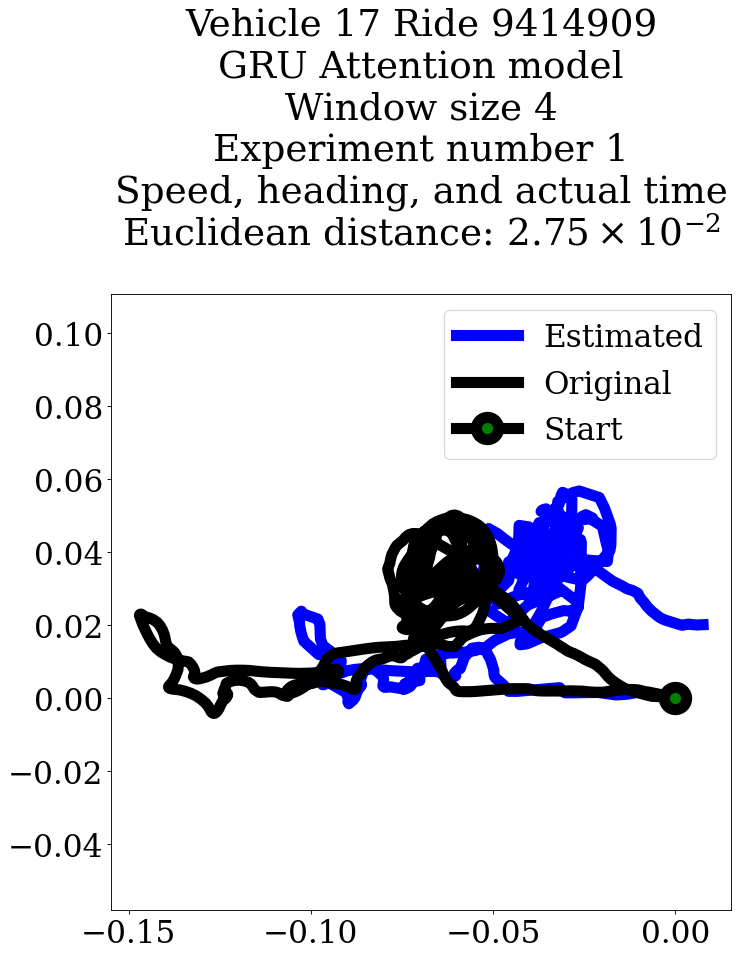 Vehicle 17 Ride 9414909
GRU Attention model
Window size 4
Experiment number 1
Speed, heading, and actual time
Euclidean distance: 2.75 × 10⁻²
Estimated
Original
Start
0.10
0.08
0.06
0.04
0.02
0.00
−0.02
−0.04
−0.15 −0.10 −0.05 0.00